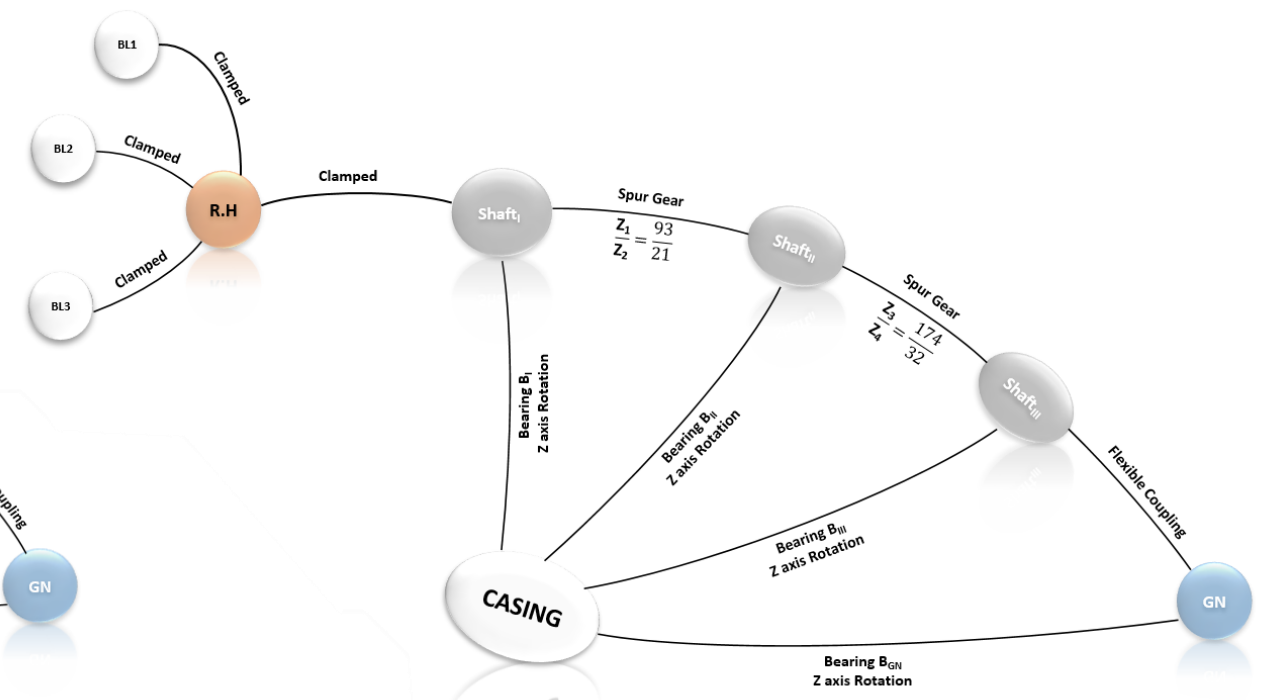 BL1
Clamped
BL2
Clamped
R.H
Clamped
BL3
Clamped
Shaft_I
Spur Gear
Z₁/Z₂ = 93/21
Shaft_II
Spur Gear
Z₃/Z₄ = 174/32
Shaft_III
Bearing B_I
Z axis Rotation
Bearing B_II
Z axis Rotation
Bearing B_III
Z axis Rotation
Flexible Coupling
CASING
GN
Bearing B_GN
Z axis Rotation
upling
GN